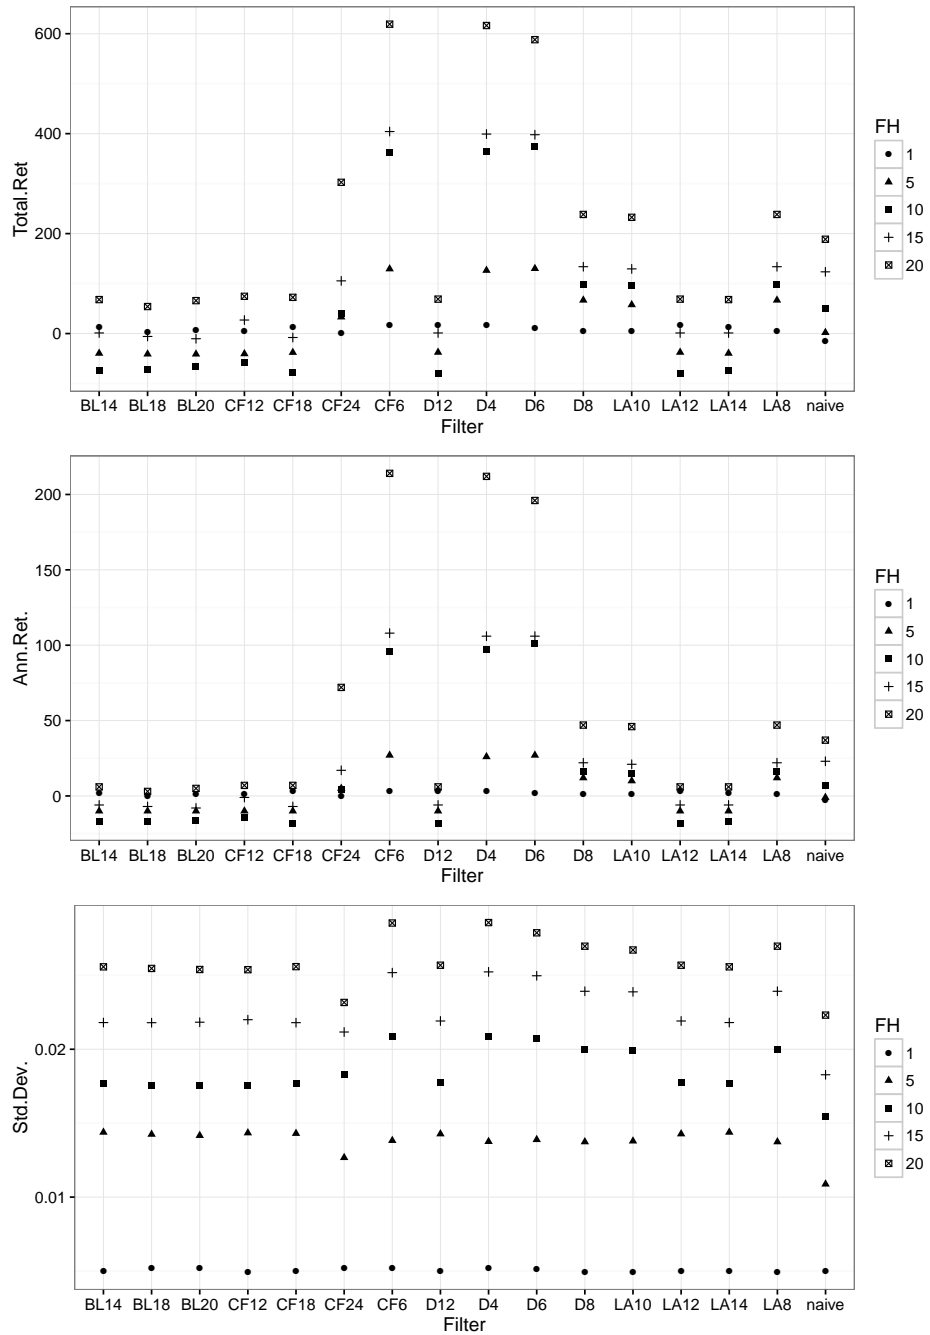 Total.Ret
600
400
200
0
BL14 BL18 BL20 CF12 CF18 CF24 CF6 D12 D4 D6 D8 LA10 LA12 LA14 LA8 naive
Filter
FH
1
5
10
15
20
Ann.Ret.
200
150
100
50
0
BL14 BL18 BL20 CF12 CF18 CF24 CF6 D12 D4 D6 D8 LA10 LA12 LA14 LA8 naive
Filter
FH
1
5
10
15
20
Std.Dev.
0.02
0.01
BL14 BL18 BL20 CF12 CF18 CF24 CF6 D12 D4 D6 D8 LA10 LA12 LA14 LA8 naive
Filter
FH
1
5
10
15
20